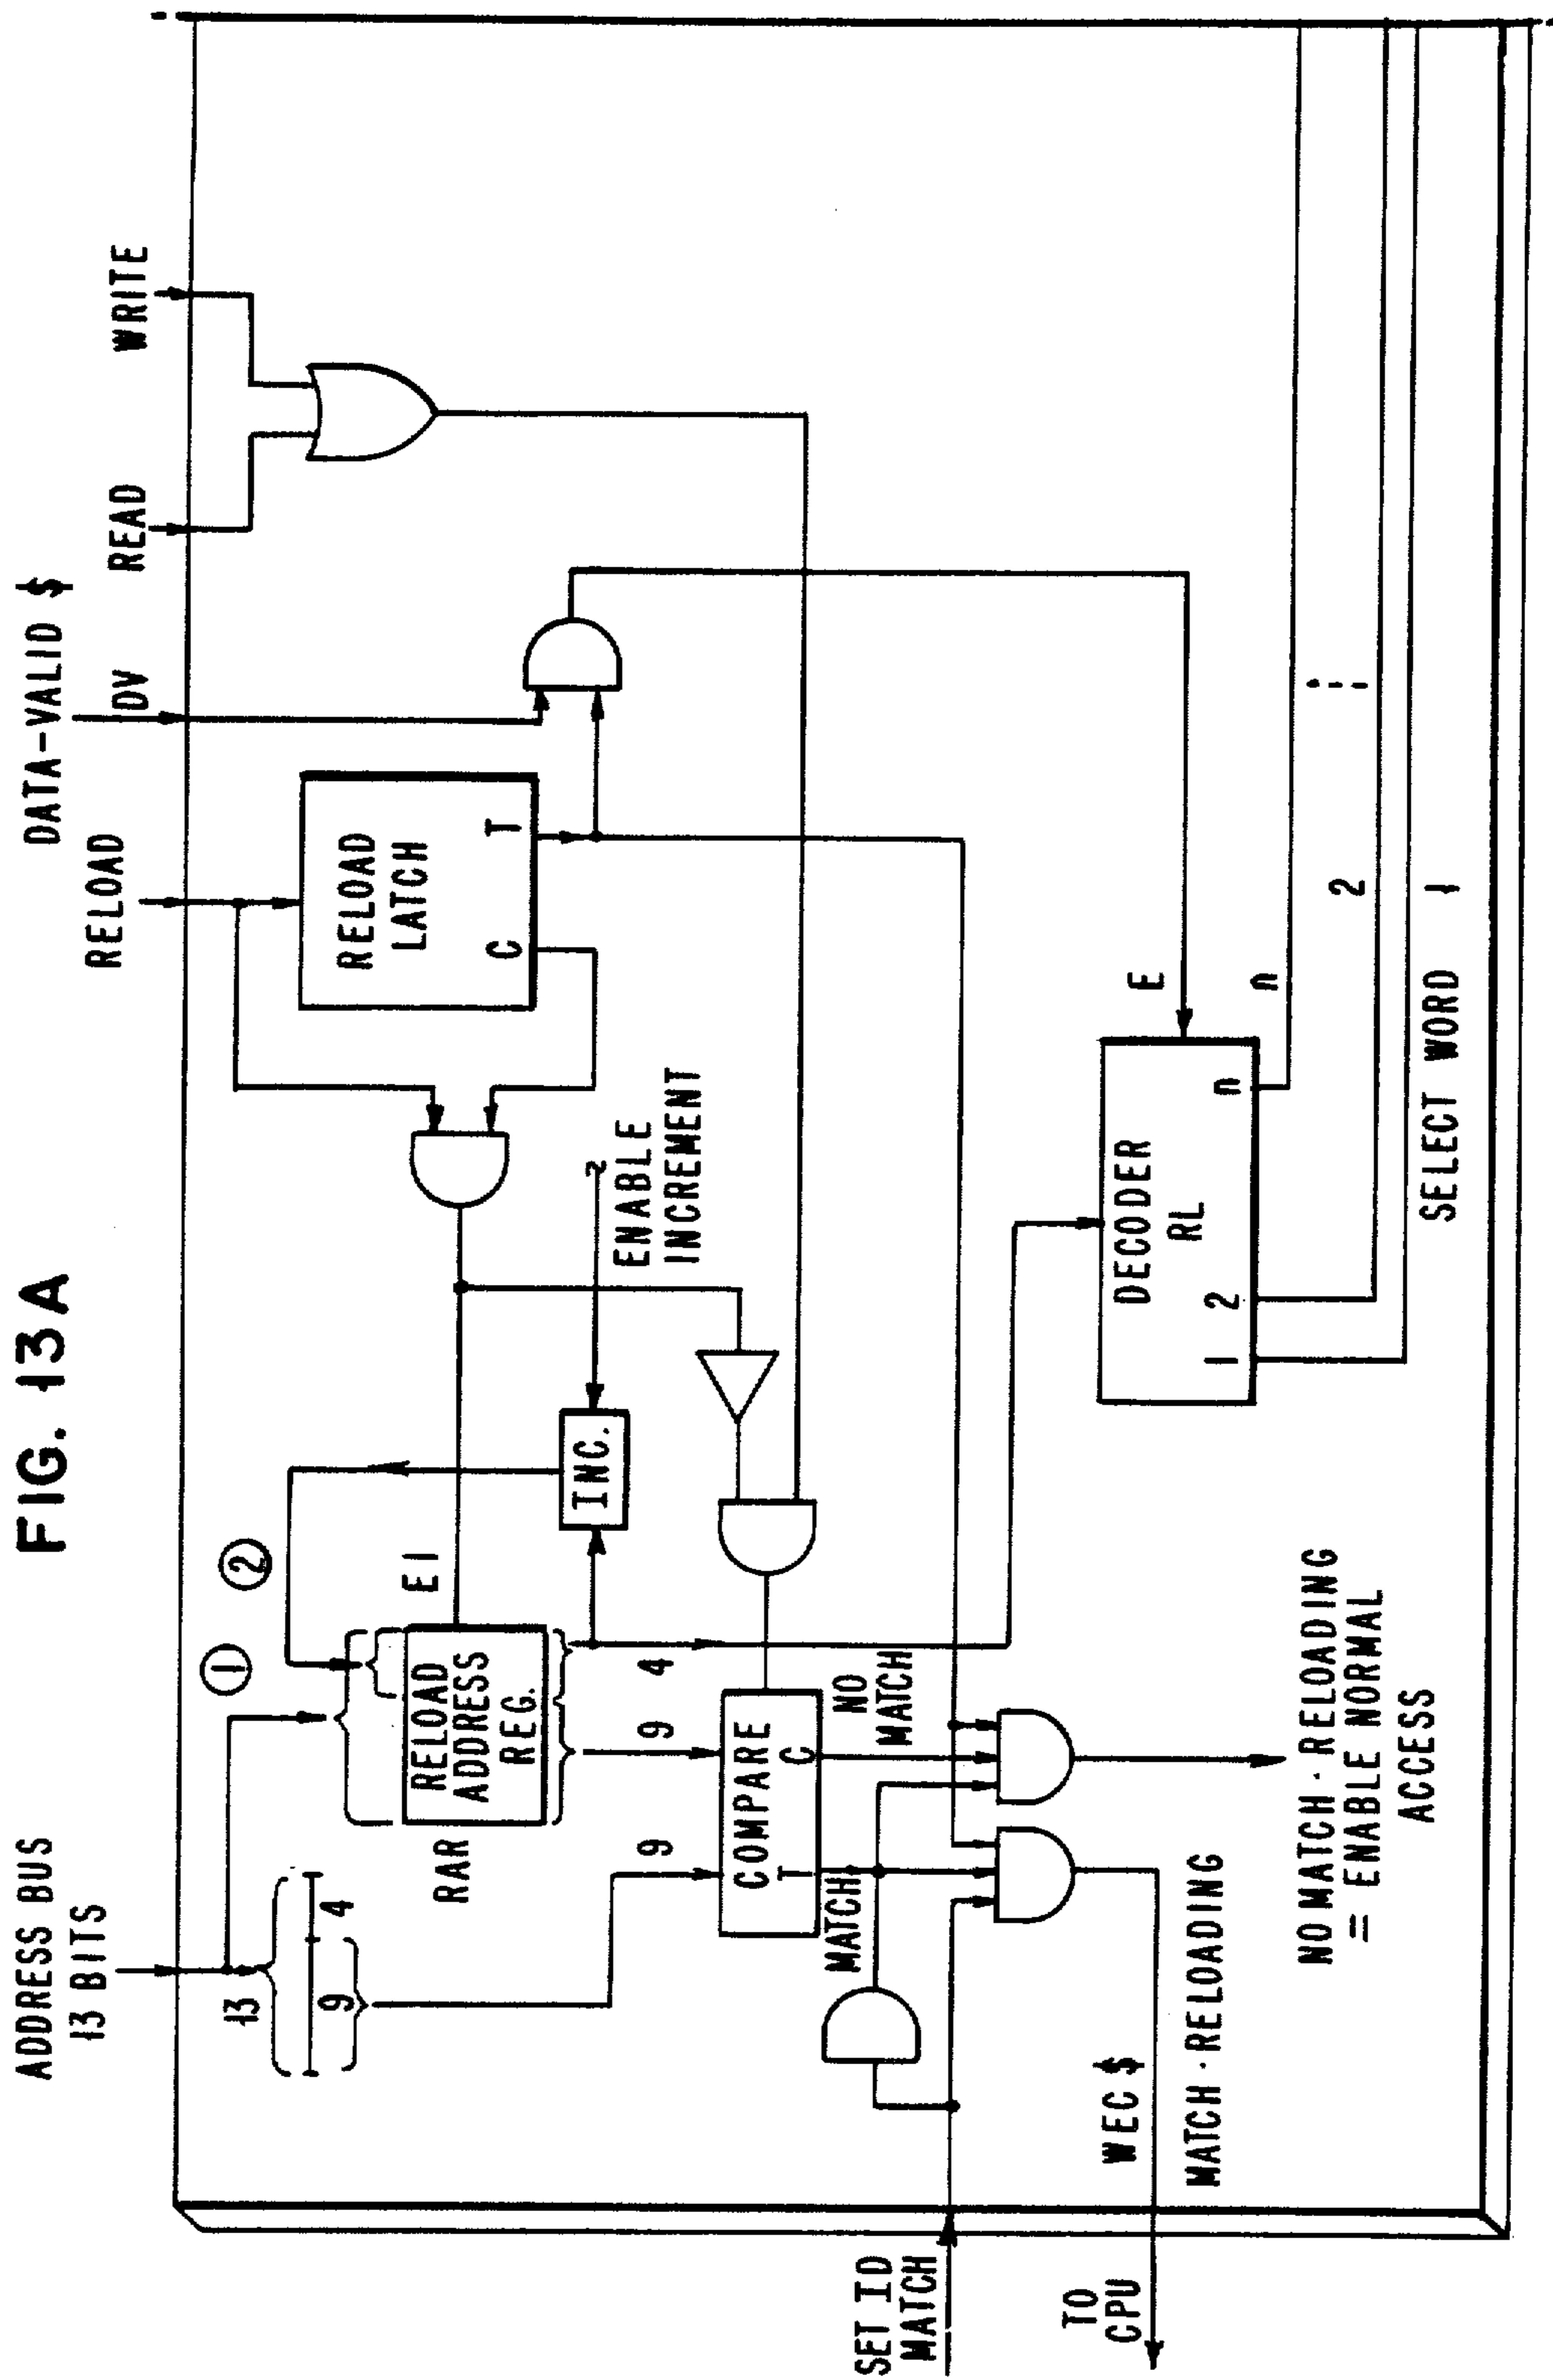 FIG. 13A
ADDRESS BUS
13 BITS
RELOAD
DATA-VALID $
DV
READ
WRITE
13
9
4
1
2
RELOAD
ADDRESS
REG.
RAR
EI
INC.
ENABLE
INCREMENT
RELOAD
LATCH
C
T
9
9
4
COMPARE
T
C
MATCH
NO
MATCH
SET ID
MATCH
TO
CPU
WEC $
MATCH · RELOADING
NO MATCH · RELOADING
= ENABLE NORMAL
ACCESS
DECODER
RL
1
2
n
E
n
2
SELECT WORD 1